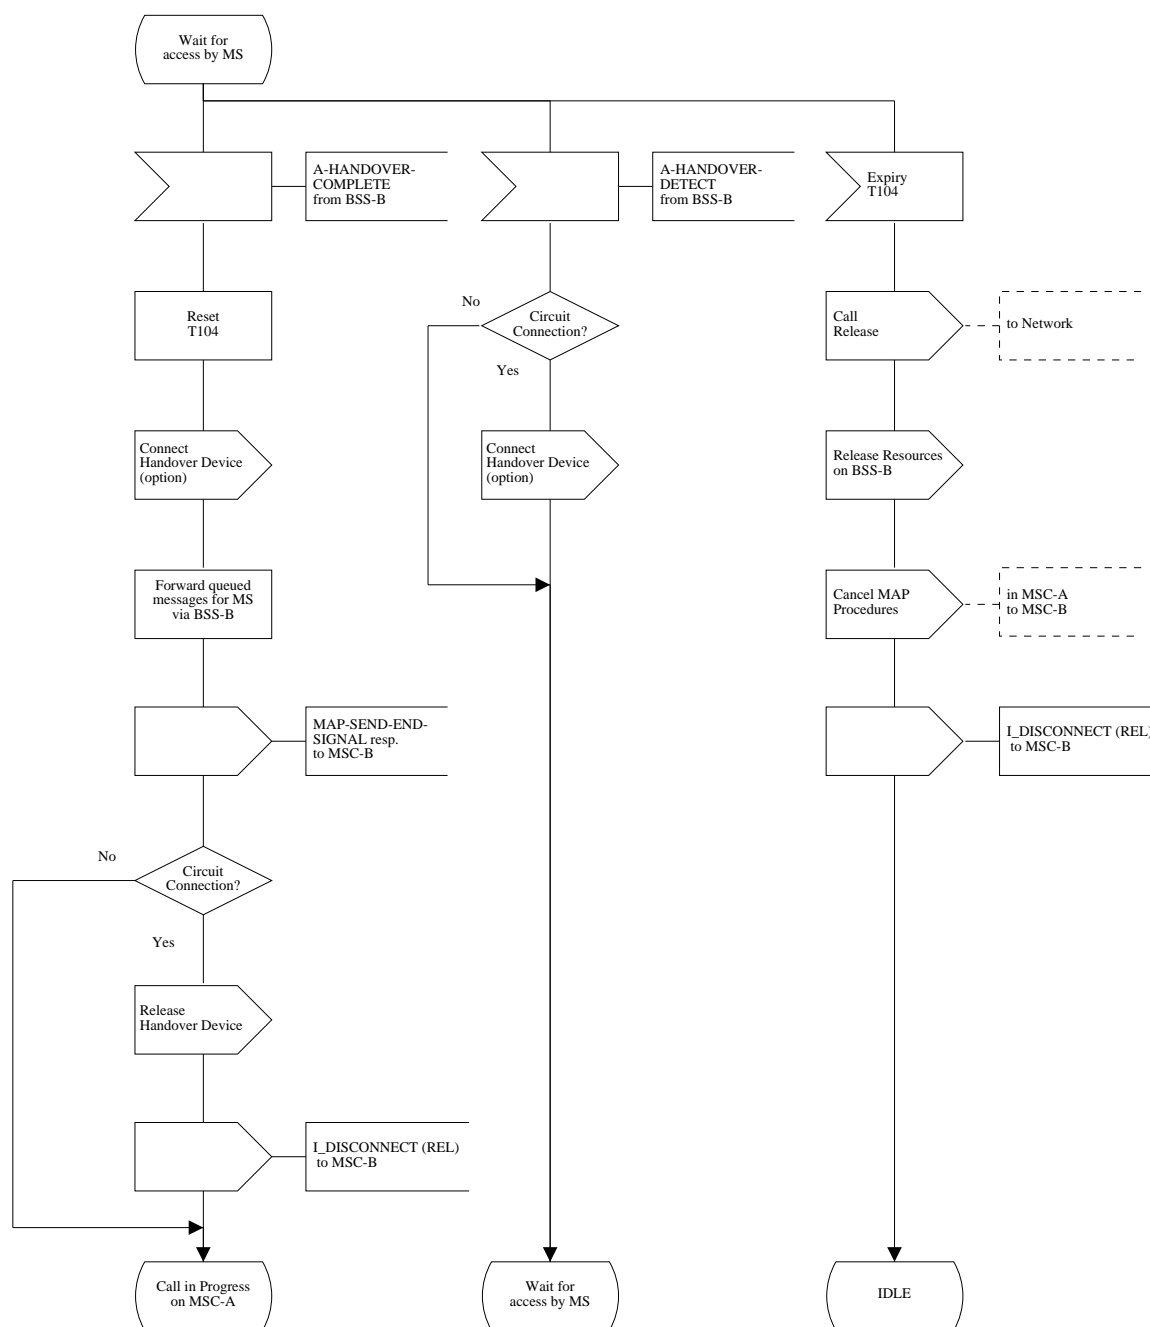 Wait for
access by MS
A-HANDOVER-
COMPLETE
from BSS-B
A-HANDOVER-
DETECT
from BSS-B
Expiry
T104
Reset
T104
No
Circuit
Connection?
Yes
Call
Release
to Network
Connect
Handover Device
(option)
Connect
Handover Device
(option)
Release Resources
on BSS-B
Forward queued
messages for MS
via BSS-B
Cancel MAP
Procedures
in MSC-A
to MSC-B
MAP-SEND-END-
SIGNAL resp.
to MSC-B
I_DISCONNECT (REL)
to MSC-B
No
Circuit
Connection?
Yes
Release
Handover Device
I_DISCONNECT (REL)
to MSC-B
Call in Progress
on MSC-A
Wait for
access by MS
IDLE